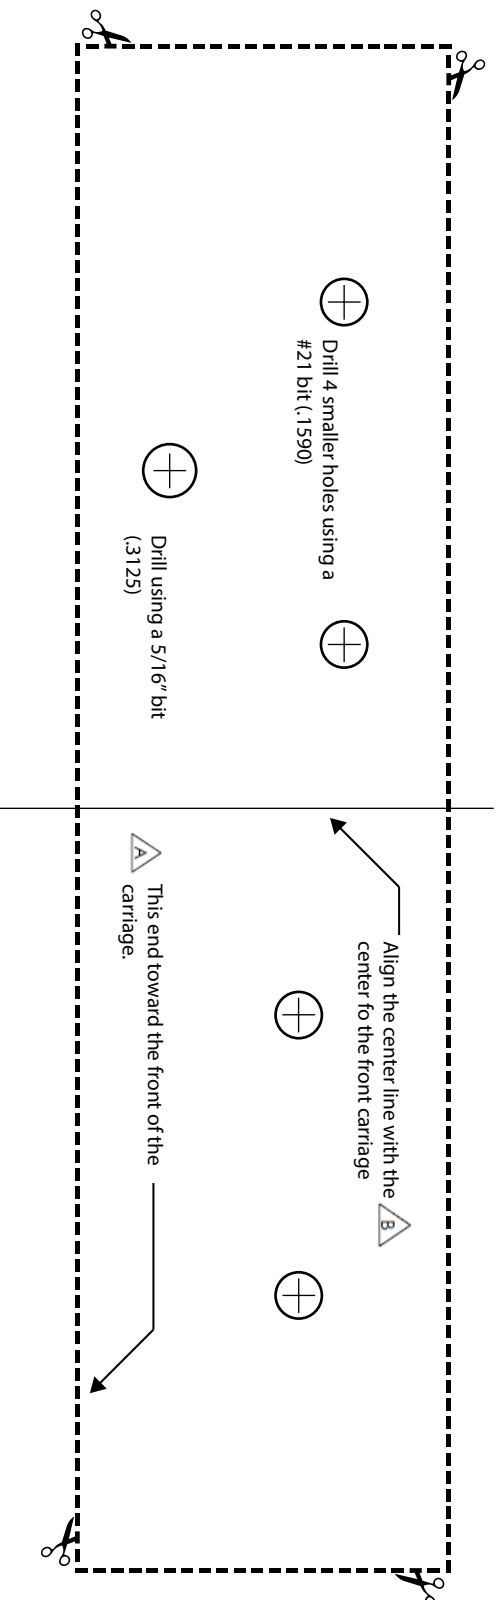 Drill 4 smaller holes using a
#21 bit (.1590)
Drill using a 5/16" bit
(.3125)
Align the center line with the
center fo the front carriage
B
A
This end toward the front of the
carriage.